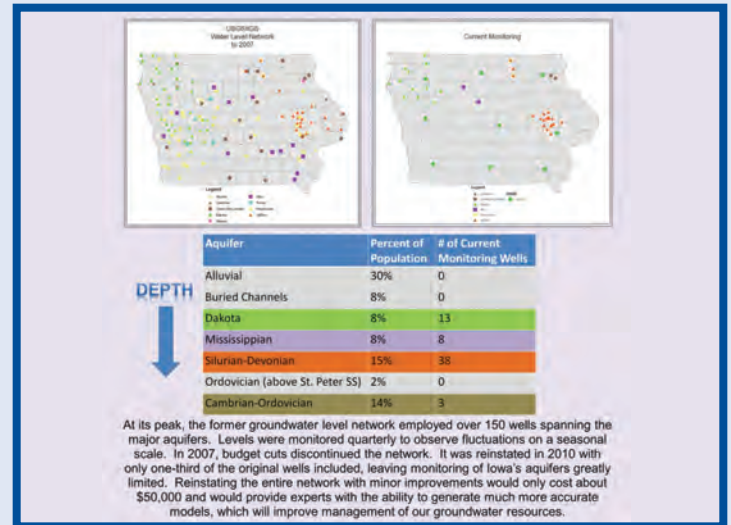 USGS/IGS
Water Level Network
to 2007
Current Monitoring
Legend
Legend
Aquifer Percent of Population # of Current Monitoring Wells
DEPTH
Alluvial 30% 0
Buried Channels 8% 0
Dakota 8% 13
Mississippian 8% 8
Silurian-Devonian 15% 38
Ordovician (above St. Peter SS) 2% 0
Cambrian-Ordovician 14% 3
At its peak, the former groundwater level network employed over 150 wells spanning the
major aquifers. Levels were monitored quarterly to observe fluctuations on a seasonal
scale. In 2007, budget cuts discontinued the network. It was reinstated in 2010 with
only one-third of the original wells included, leaving monitoring of Iowa's aquifers greatly
limited. Reinstating the entire network with minor improvements would only cost about
$50,000 and would provide experts with the ability to generate much more accurate
models, which will improve management of our groundwater resources.